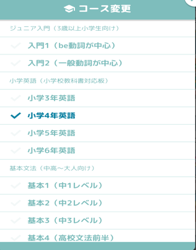 コース変更
ジュニア入門（5歳以上小学生向け）
入門1（be動詞が中心）
入門2（一般動詞が中心）
小学英語（小学校教科書対応版）
小学3年英語
小学4年英語
小学5年英語
小学6年英語
基本文法（中高〜大人向け）
基本1（中1レベル）
基本2（中2レベル）
基本3（中3レベル）
基本4（高校文法前半）